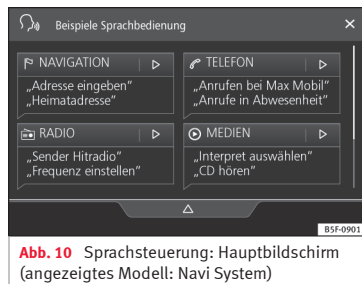 Beispiele Sprachbedienung
NAVIGATION
„Adresse eingeben"
„Heimatadresse"
TELEFON
„Anrufen bei Max Mobil"
„Anrufe in Abwesenheit"
RADIO
„Sender Hitradio"
„Frequenz einstellen"
MEDIEN
„Interpret auswählen"
„CD hören"
B5F-0901
Abb. 10 Sprachsteuerung: Hauptbildschirm
(angezeigtes Modell: Navi System)